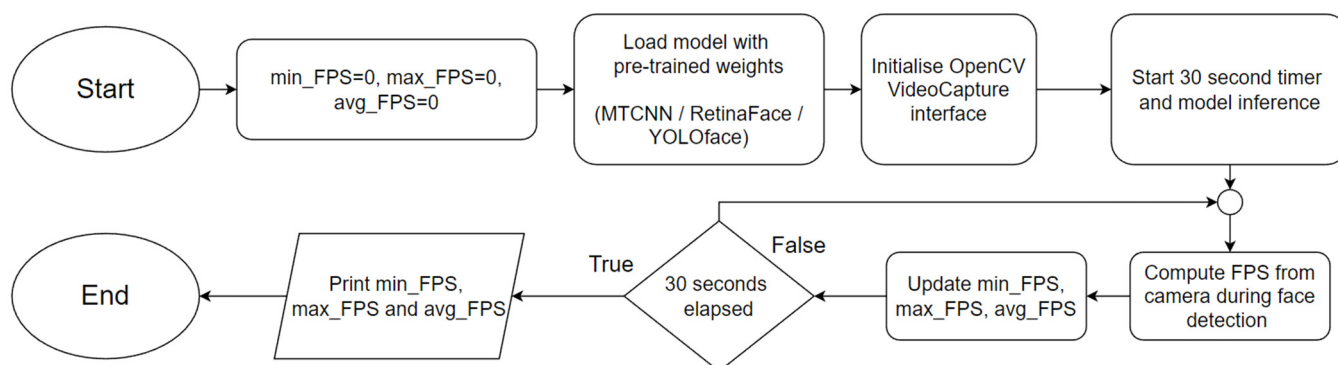 Start
min_FPS=0, max_FPS=0,
avg_FPS=0
Load model with
pre-trained weights
(MTCNN / RetinaFace /
YOLOface)
Initialise OpenCV
VideoCapture
interface
Start 30 second timer
and model inference
Compute FPS from
camera during face
detection
Update min_FPS,
max_FPS, avg_FPS
30 seconds
elapsed
False
True
Print min_FPS,
max_FPS and avg_FPS
End